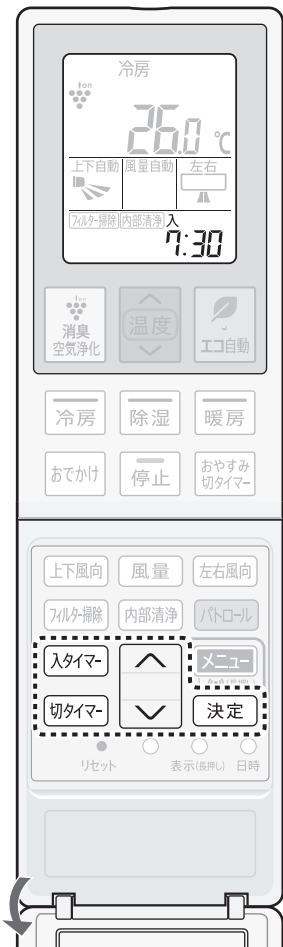 冷房
Ion
26.0 ℃
上下自動 風量自動 左右
フィルター掃除 内部清浄 入
7:30
Ion
消臭
空気浄化
温度
エコ自動
冷房 除湿 暖房
おでかけ 停止 おやすみ
切タイマー
上下風向 風量 左右風向
フィルター掃除 内部清浄 パトロール
入タイマー メニュー
切タイマー 決定
リセット 表示(長押し) 日時